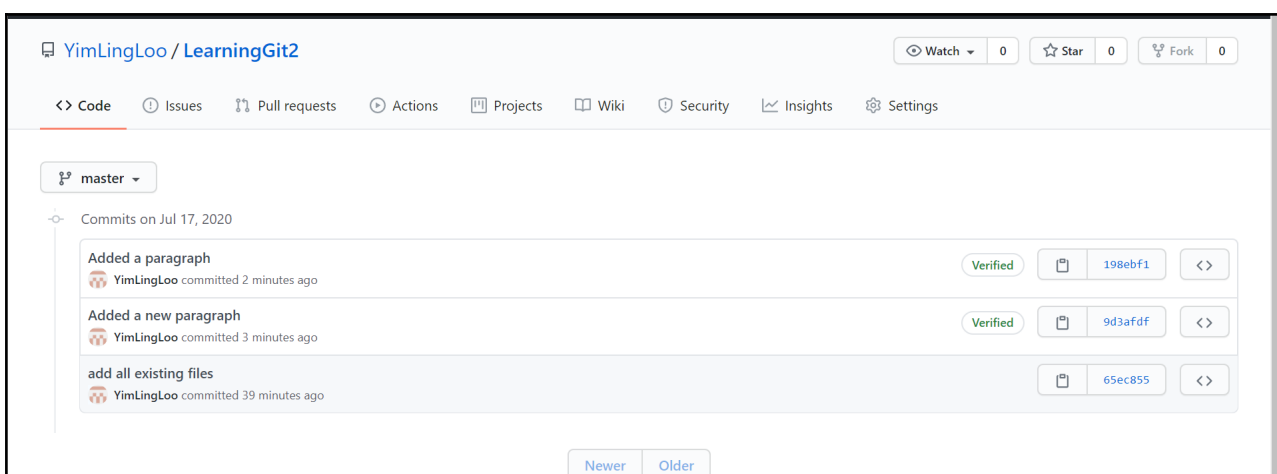 YimLingLoo / LearningGit2
Watch 0 Star 0 Fork 0
<> Code Issues Pull requests Actions Projects Wiki Security Insights Settings
master
Commits on Jul 17, 2020
Added a paragraph
YimLingLoo committed 2 minutes ago
Verified 198ebf1 <>
Added a new paragraph
YimLingLoo committed 3 minutes ago
Verified 9d3afdf <>
add all existing files
YimLingLoo committed 39 minutes ago
65ec855 <>
Newer Older